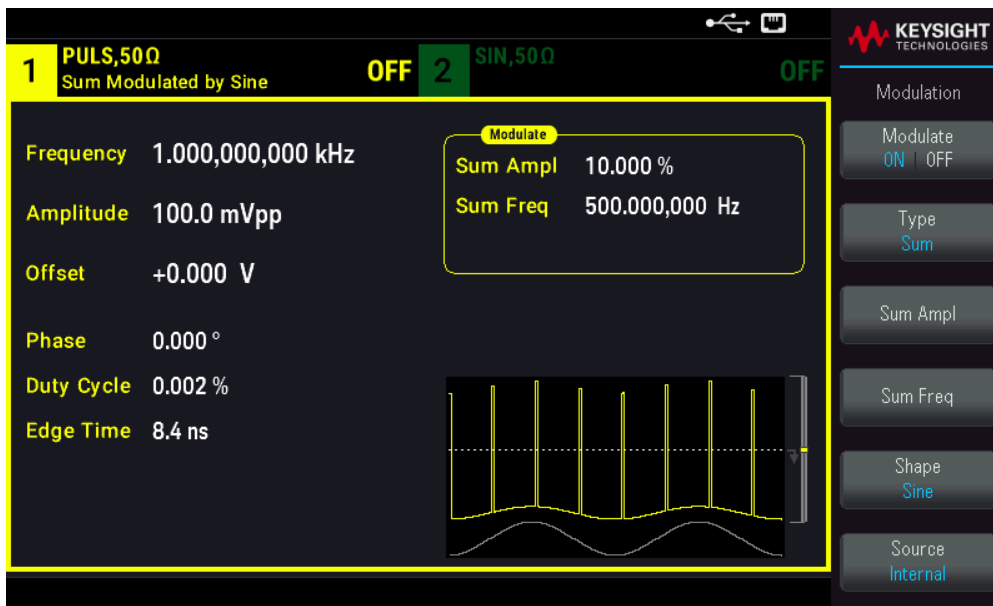 KEYSIGHT
TECHNOLOGIES
1 PULS,50Ω OFF
Sum Modulated by Sine
2 SIN,50Ω OFF
Frequency 1.000,000,000 kHz
Amplitude 100.0 mVpp
Offset +0.000 V
Phase 0.000 °
Duty Cycle 0.002 %
Edge Time 8.4 ns
Modulate
Sum Ampl 10.000 %
Sum Freq 500.000,000 Hz
Modulation
Modulate
ON | OFF
Type
Sum
Sum Ampl
Sum Freq
Shape
Sine
Source
Internal